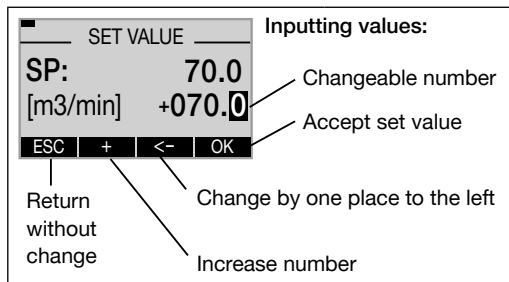 SET VALUE
Inputting values:
SP: 70.0
[m3/min] +070.0
ESC + <- OK
Changeable number
Accept set value
Change by one place to the left
Return
without
change
Increase number